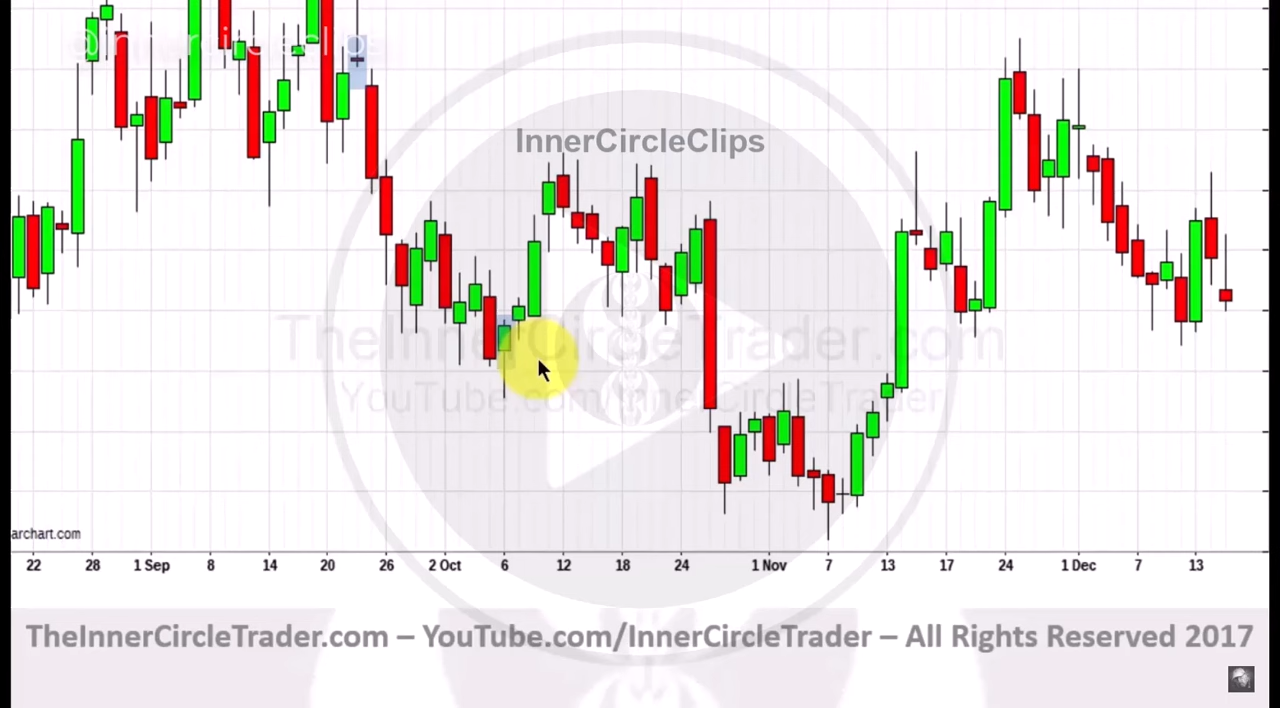 @innercircleclips
InnerCircleClips
TheInnerCircleTrader.com
YouTube.com/InnerCircleTrader
archart.com
22 28 1 Sep 8 14 20 26 2 Oct 6 12 18 24 1 Nov 7 13 17 24 1 Dec 7 13
TheInnerCircleTrader.com – YouTube.com/InnerCircleTrader – All Rights Reserved 2017